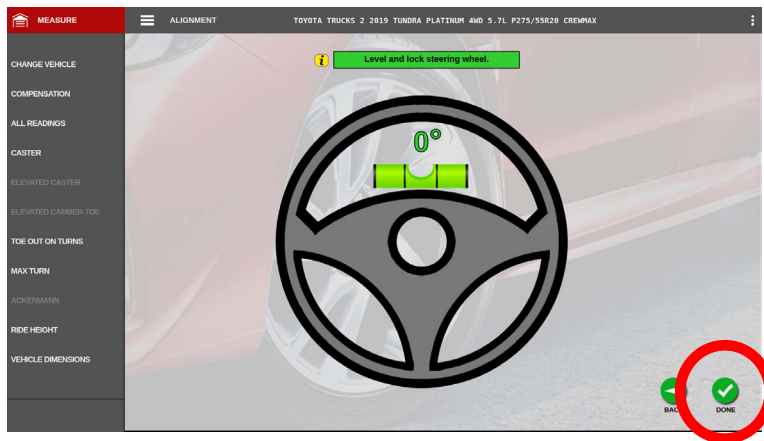 MEASURE
ALIGNMENT
TOYOTA TRUCKS 2 2019 TUNDRA PLATINUM 4WD 5.7L P275/55R20 CREWMAX
CHANGE VEHICLE
COMPENSATION
ALL READINGS
CASTER
ELEVATED CASTER
ELEVATED CAMBER-TOE
TOE OUT ON TURNS
MAX TURN
ACKERMANN
RIDE HEIGHT
VEHICLE DIMENSIONS
i Level and lock steering wheel.
0°
BACK
DONE